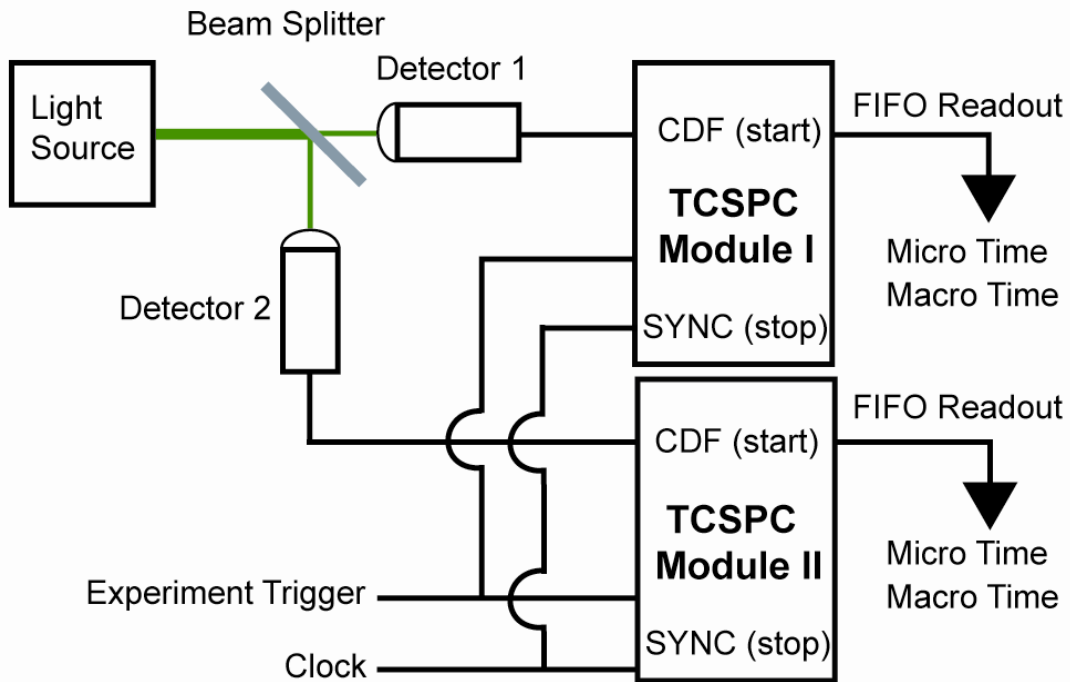 Beam Splitter
Light
Source
Detector 1
CDF (start)
TCSPC
Module I
SYNC (stop)
FIFO Readout
Micro Time
Macro Time
Detector 2
CDF (start)
TCSPC
Module II
SYNC (stop)
FIFO Readout
Micro Time
Macro Time
Experiment Trigger
Clock